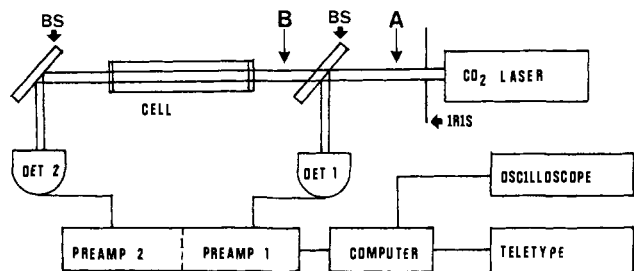 BS
B
BS
A
CO2 LASER
CELL
IRIS
DET 2
DET 1
OSCILLOSCOPE
PREAMP 2
PREAMP 1
COMPUTER
TELETYPE